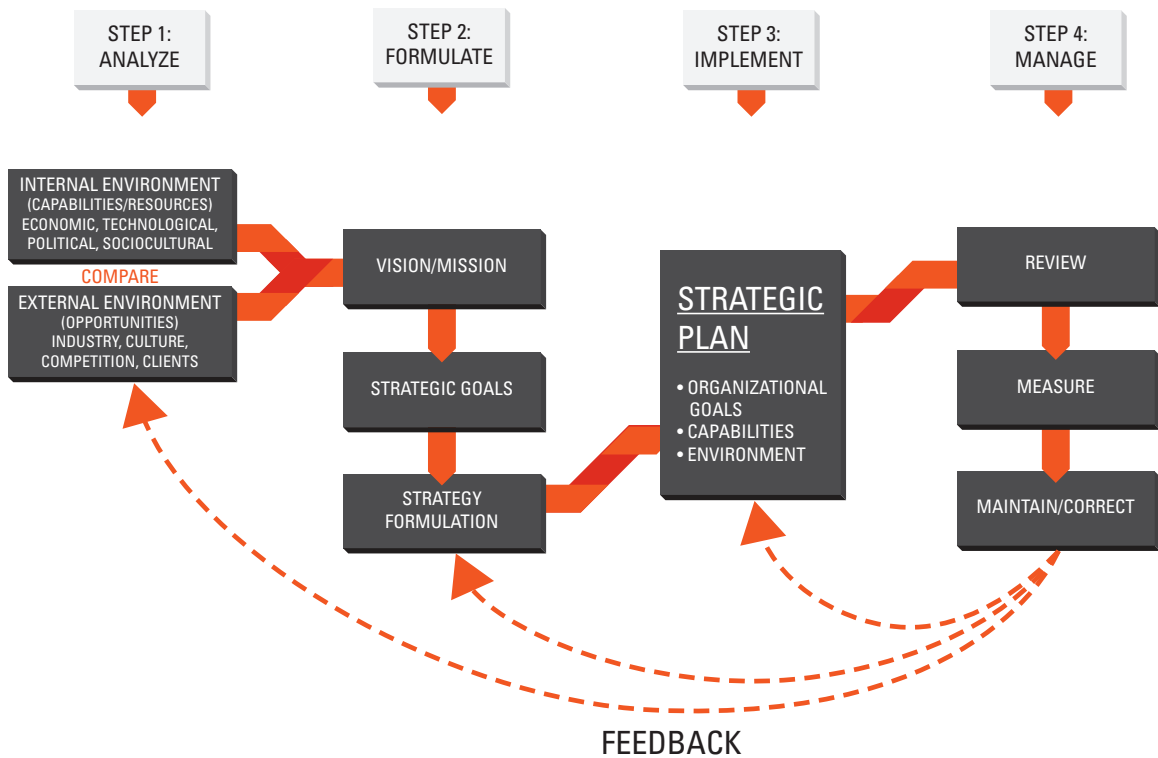 STEP 1:
ANALYZE
STEP 2:
FORMULATE
STEP 3:
IMPLEMENT
STEP 4:
MANAGE
INTERNAL ENVIRONMENT
(CAPABILITIES/RESOURCES)
ECONOMIC, TECHNOLOGICAL,
POLITICAL, SOCIOCULTURAL
COMPARE
EXTERNAL ENVIRONMENT
(OPPORTUNITIES)
INDUSTRY, CULTURE,
COMPETITION, CLIENTS
VISION/MISSION
STRATEGIC GOALS
STRATEGY
FORMULATION
STRATEGIC
PLAN
• ORGANIZATIONAL
GOALS
• CAPABILITIES
• ENVIRONMENT
REVIEW
MEASURE
MAINTAIN/CORRECT
FEEDBACK